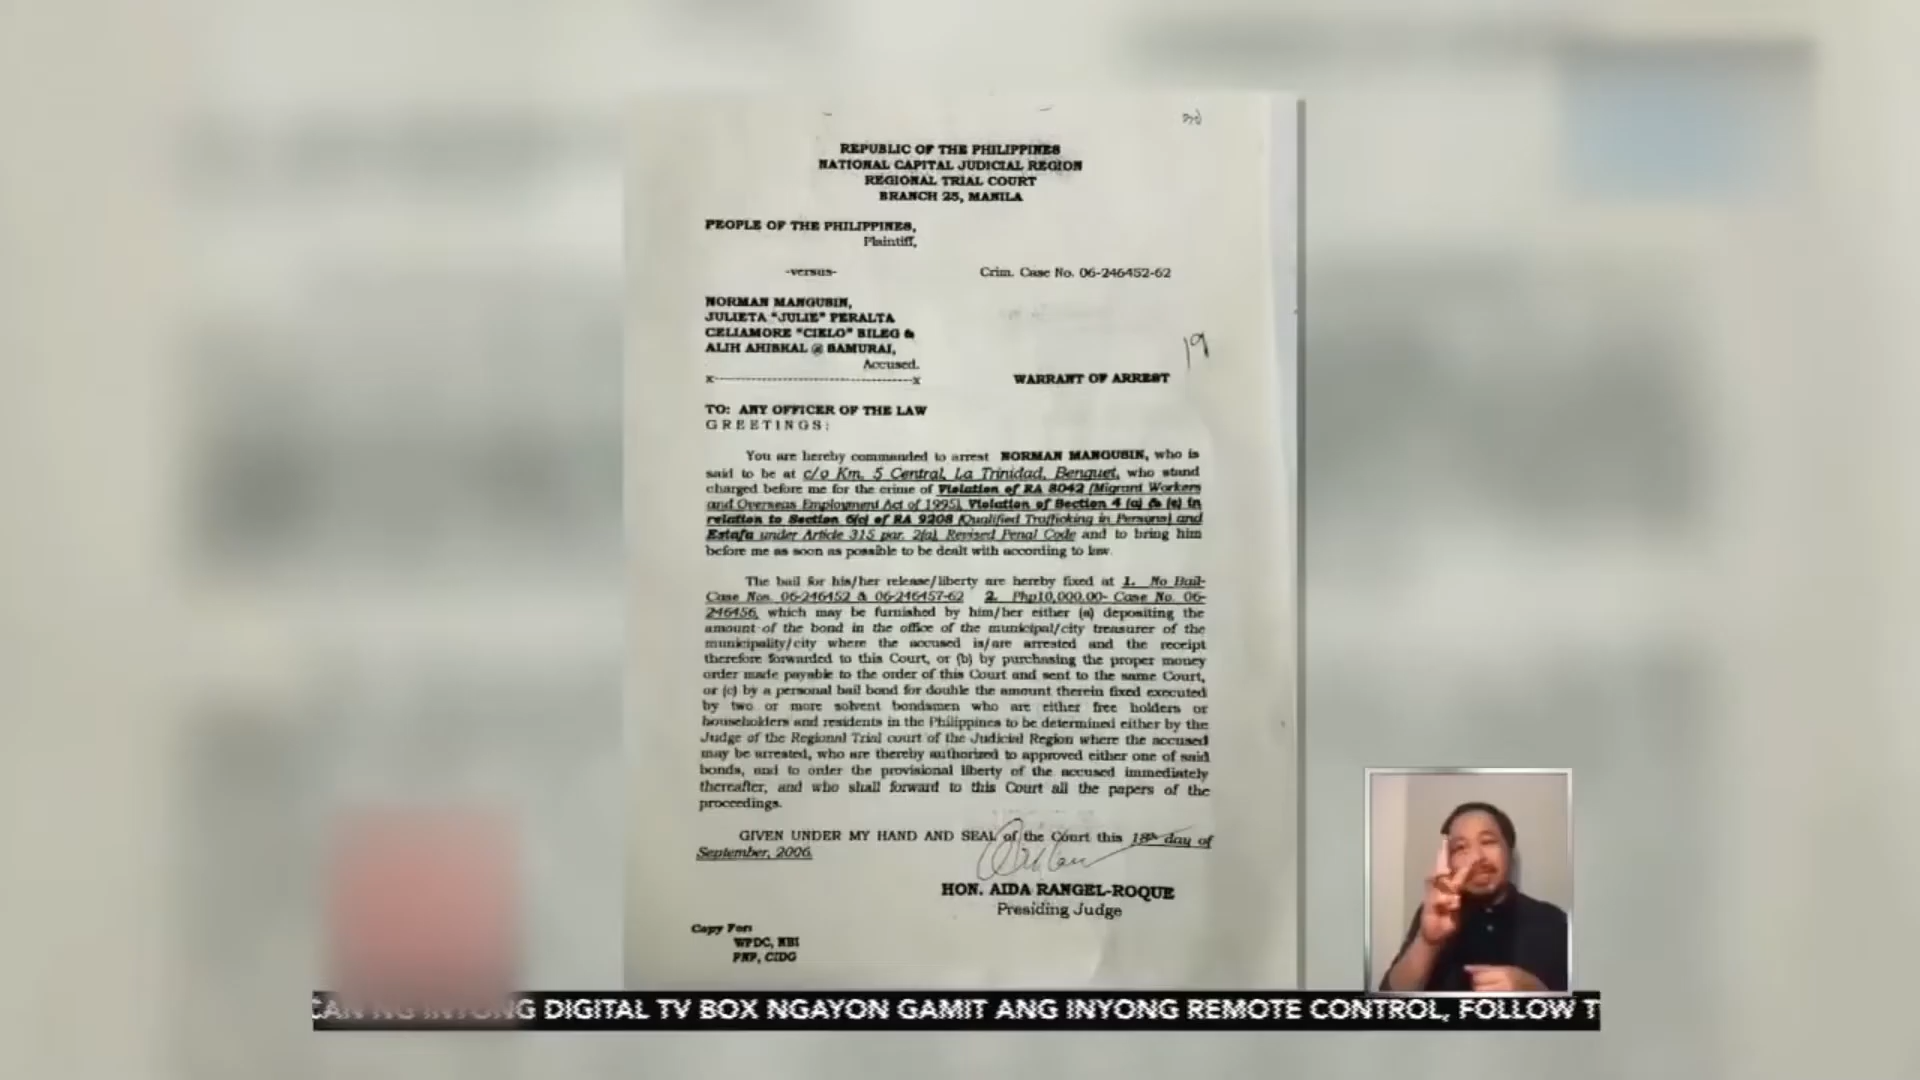 REPUBLIC OF THE PHILIPPINES
NATIONAL CAPITAL JUDICIAL REGION
REGIONAL TRIAL COURT
BRANCH 25, MANILA
PEOPLE OF THE PHILIPPINES,
Plaintiff,
-versus-
Crim. Case No. 06-246452-62
NORMAN MANGUSIN,
JULIETA "JULIE" PERALTA
CELIAMORE "CIELO" BILEG &
ALIH AHISHAL @ SAMURAI,
Accused.
x-----------------------------------x
19
WARRANT OF ARREST
TO: ANY OFFICER OF THE LAW
GREETINGS:
You are hereby commanded to arrest NORMAN MANGUSIN, who is
said to be at c/o Km. 5 Central, La Trinidad, Benguet, who stand
charged before me for the crime of Violation of RA 8042 (Migrant Workers
and Overseas Employment Act of 1995), Violation of Section 4 (a) & (e) in
relation to Section 6(c) of RA 9208 (Qualified Trafficking in Persons) and
Estafa under Article 315 par. 2(a), Revised Penal Code and to bring him
before me as soon as possible to be dealt with according to law.
The bail for his/her release/liberty are hereby fixed at 1. No Bail-
Case Nos. 06-246452 & 06-246457-62 2. Php10,000.00- Case No. 06-
246456, which may be furnished by him/her either (a) depositing the
amount of the bond in the office of the municipal/city treasurer of the
municipality/city where the accused is/are arrested and the receipt
therefore forwarded to this Court, or (b) by purchasing the proper money
order made payable to the order of this Court and sent to the same Court,
or (c) by a personal bail bond for double the amount therein fixed executed
by two or more solvent bondsmen who are either free holders or
householders and residents in the Philippines to be determined either by the
Judge of the Regional Trial court of the Judicial Region where the accused
may be arrested, who are thereby authorized to approved either one of said
bonds, and to order the provisional liberty of the accused immediately
thereafter, and who shall forward to this Court all the papers of the
proceedings.
GIVEN UNDER MY HAND AND SEAL of the Court this 18th day of
September, 2006.
HON. AIDA RANGEL-ROQUE
Presiding Judge
Copy For:
WPDC, NBI
PNP, CIDG
DIGITAL TV BOX NGAYON GAMIT ANG INYONG REMOTE CONTROL, FOLLOW T